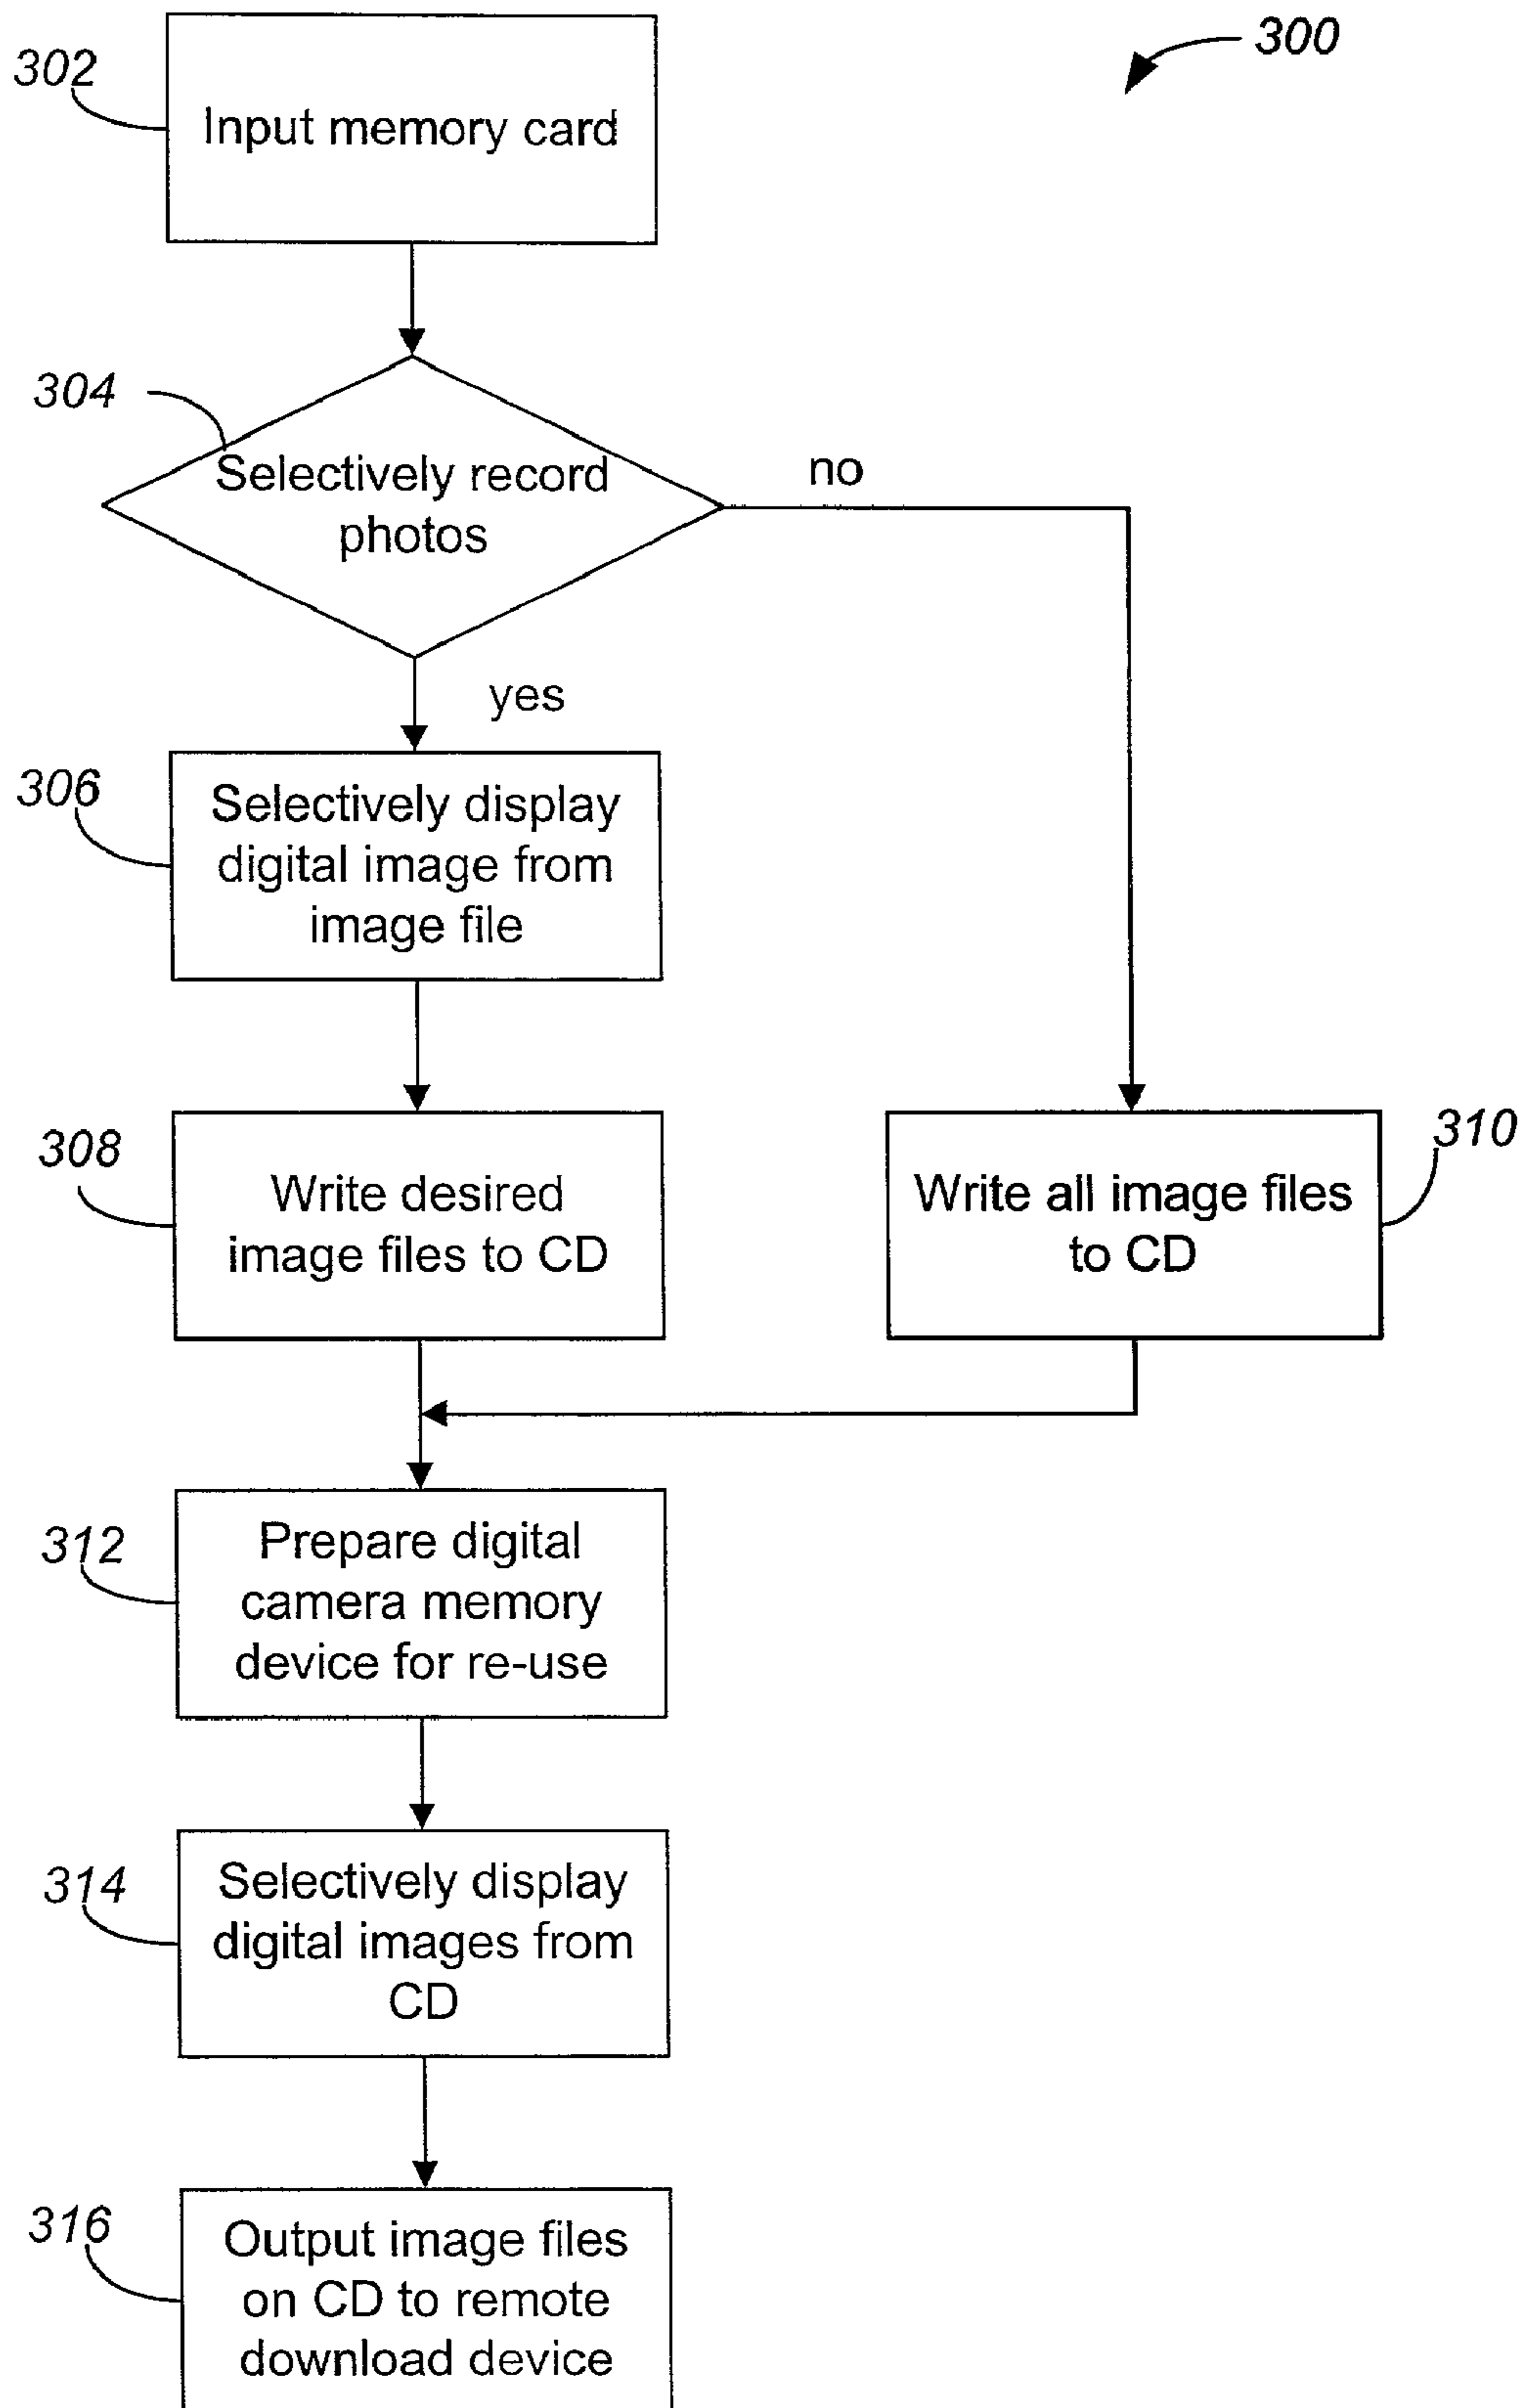 300
302
Input memory card
304
Selectively record
photos
no
yes
306
Selectively display
digital image from
image file
308
Write desired
image files to CD
310
Write all image files
to CD
312
Prepare digital
camera memory
device for re-use
314
Selectively display
digital images from
CD
316
Output image files
on CD to remote
download device